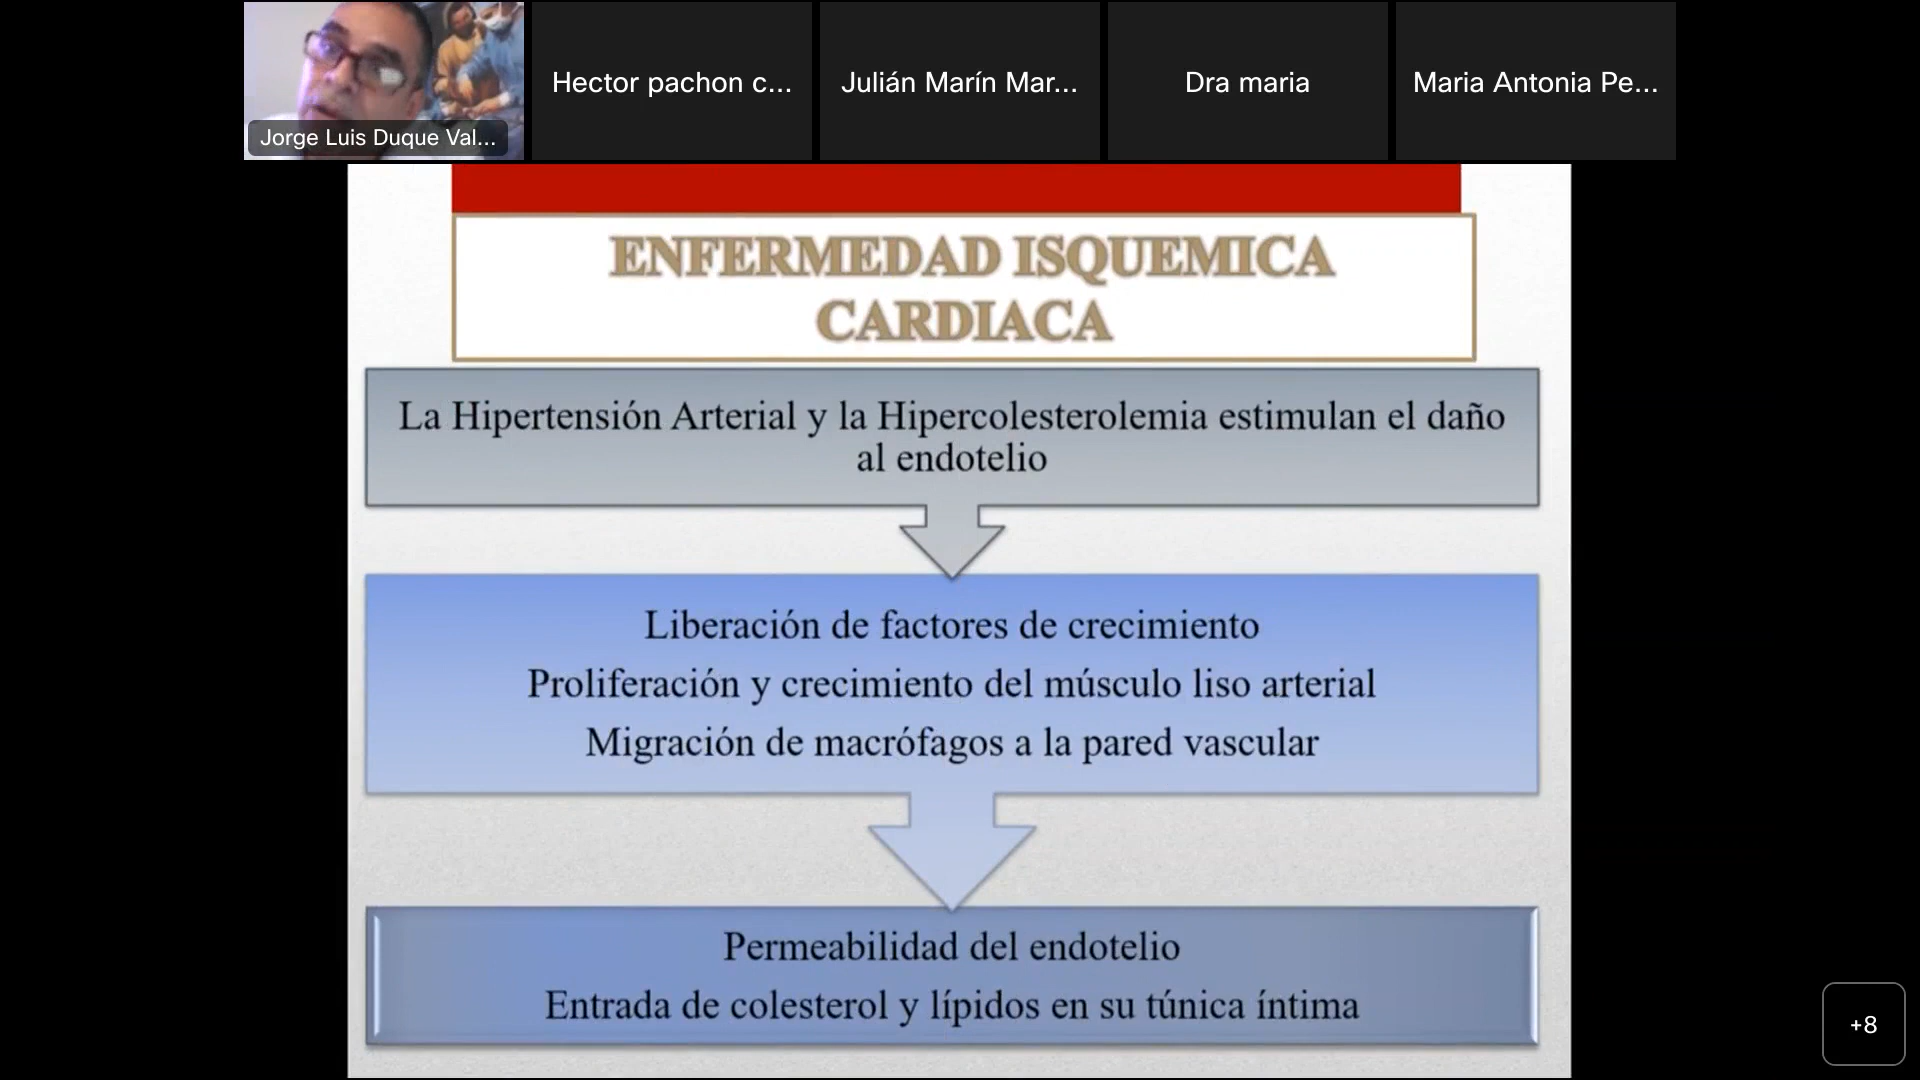 Jorge Luis Duque Val...
Hector pachon c...
Julián Marín Mar...
Dra maria
Maria Antonia Pe...
ENFERMEDAD ISQUEMICA
CARDIACA
La Hipertensión Arterial y la Hipercolesterolemia estimulan el daño
al endotelio
Liberación de factores de crecimiento
Proliferación y crecimiento del músculo liso arterial
Migración de macrófagos a la pared vascular
Permeabilidad del endotelio
Entrada de colesterol y lípidos en su túnica íntima
+8